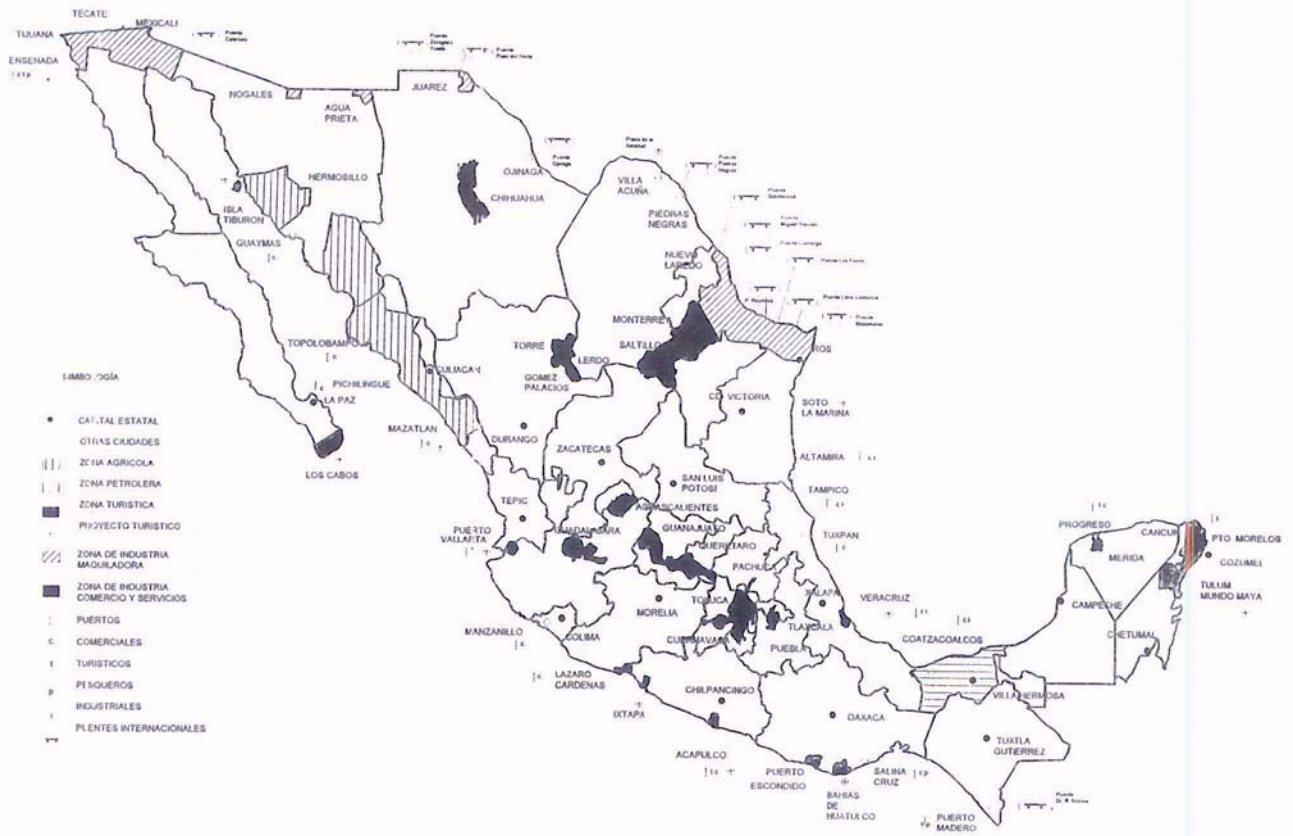 TECATE
MEXICALI
TIJUANA
ENSENADA
NOGALES
AGUA
PRIETA
JUAREZ
HERMOSILLO
ISLA
TIBURON
GUAYMAS
OJINAGA
CHIHUAHUA
VILLA
ACUÑA
PIEDRAS
NEGRAS
NUEVO
LAREDO
MONTERREY
SALTILLO
TORRE
LERDO
GOMEZ
PALACIOS
TOPOLOBAMPO
PICHILINGUE
LA PAZ
CULIACAN
MAZATLAN
LOS CABOS
DURANGO
ZACATECAS
CD. VICTORIA
ROS
SOTO
LA MARINA
ALTAMIRA
TAMPICO
TUXPAN
SAN LUIS
POTOSI
TEPIC
AGUASCALIENTES
PUERTO
VALLARTA
GUADALAJARA
GUANAJUATO
QUERETARO
PACHUCA
MORELIA
TOLUCA
XALAPA
VERACRUZ
TLAXCALA
PUEBLA
CUERNAVACA
MANZANILLO
COLIMA
LAZARO
CARDENAS
IXTAPA
CHILPANCINGO
ACAPULCO
OAXACA
PUERTO
ESCONDIDO
BAHIAS
DE
HUATULCO
SALINA
CRUZ
PUERTO
MADERO
TUXTLA
GUTIERREZ
COATZACOALCOS
VILLAHERMOSA
CAMPECHE
CHETUMAL
PROGRESO
MERIDA
CANCUN
PTO MORELOS
COZUMEL
TULUM
MUNDO MAYA
SIMBOLOGÍA
CAPITAL ESTATAL
OTRAS CIUDADES
ZONA AGRICOLA
ZONA PETROLERA
ZONA TURISTICA
PROYECTO TURISTICO
ZONA DE INDUSTRIA
MAQUILADORA
ZONA DE INDUSTRIA
COMERCIO Y SERVICIOS
PUERTOS
c COMERCIALES
t TURISTICOS
p PESQUEROS
i INDUSTRIALES
PUENTES INTERNACIONALES